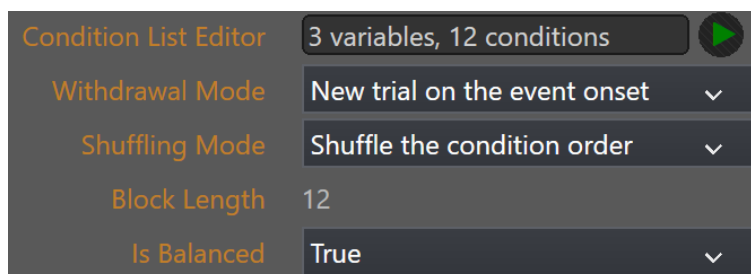 Condition List Editor 3 variables, 12 conditions
Withdrawal Mode New trial on the event onset
Shuffling Mode Shuffle the condition order
Block Length 12
Is Balanced True